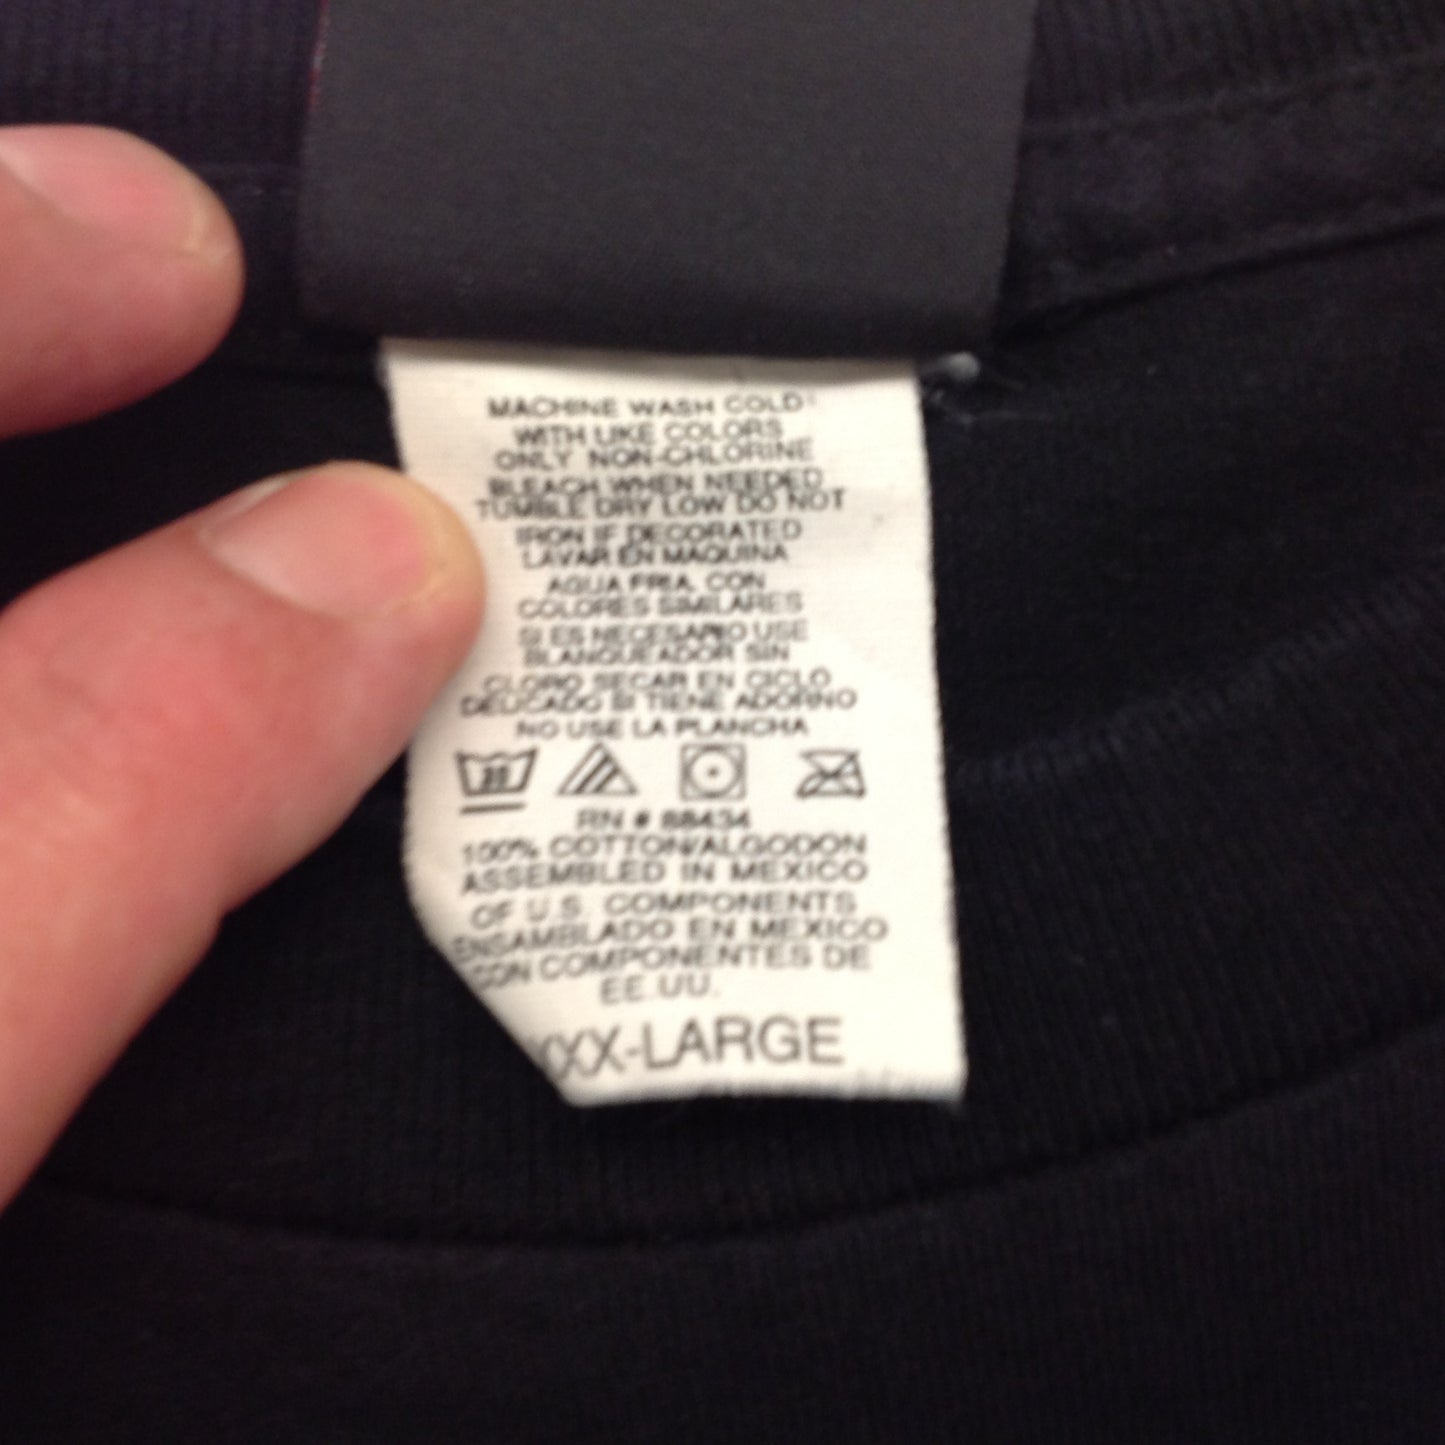 MACHINE WASH COLD
WITH LIKE COLORS
ONLY NON-CHLORINE
BLEACH WHEN NEEDED
TUMBLE DRY LOW DO NOT
IRON IF DECORATED
LAVAR EN MAQUINA
AGUA FRIA, CON
COLORES SIMILARES
SI ES NECESARIO USE
BLANQUEADOR SIN
CLORO SECAR EN CICLO
DELICADO SI TIENE ADORNO
NO USE LA PLANCHA
RN # 88434
100% COTTON/ALGODON
ASSEMBLED IN MEXICO
OF U.S. COMPONENTS
ENSAMBLADO EN MEXICO
CON COMPONENTES DE
EE.UU.
XXX-LARGE